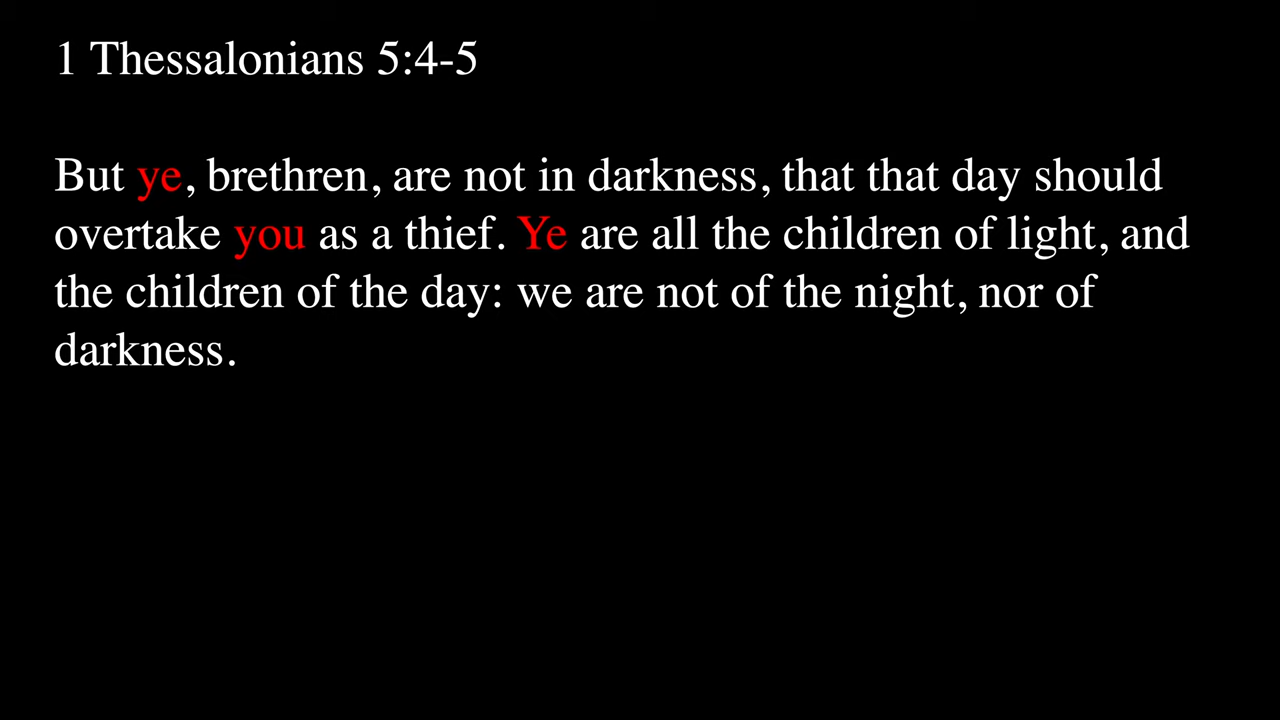 1 Thessalonians 5:4-5
But ye, brethren, are not in darkness, that that day should
overtake you as a thief. Ye are all the children of light, and
the children of the day: we are not of the night, nor of
darkness.